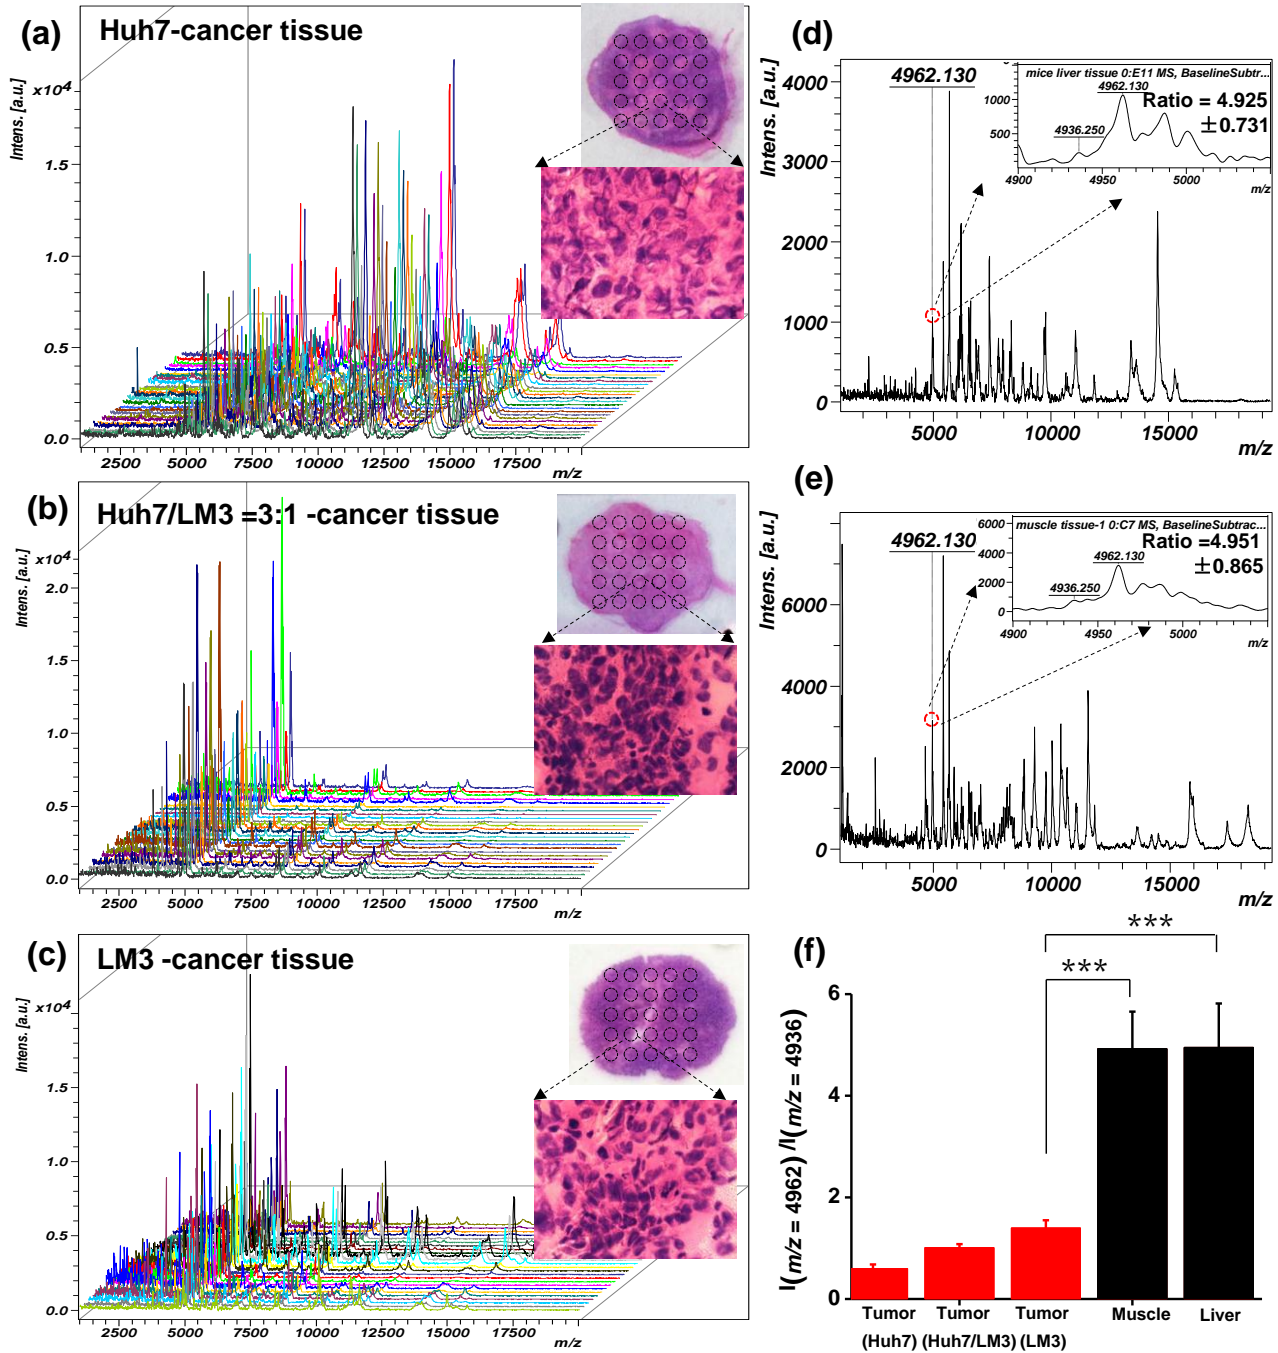 (a)
Huh7-cancer tissue
Intens. [a.u.]
x10^4
1.5
1.0
0.5
0.0
2500 5000 7500 10000 12500 15000 17500
m/z
(b)
Huh7/LM3 =3:1 -cancer tissue
Intens. [a.u.]
x10^4
2.0
1.5
1.0
0.5
0.0
2500 5000 7500 10000 12500 15000 17500
m/z
(c)
LM3 -cancer tissue
Intens. [a.u.]
x10^4
1.5
1.0
0.5
0.0
2500 5000 7500 10000 12500 15000 17500
m/z
(d)
Intens. [a.u.]
4000
3000
2000
1000
0
5000 10000 15000
m/z
4962.130
mice liver tissue 0:E11 MS, BaselineSubtr...
4962.130
Ratio = 4.925
±0.731
4936.250
1000
500
4900 4950 5000
m/z
(e)
Intens. [a.u.]
6000
4000
2000
0
5000 10000 15000
m/z
4962.130
muscle tissue-1 0:C7 MS, BaselineSubtrac...
Ratio =4.951
±0.865
4962.130
4936.250
6000
4000
2000
0
4900 4950 5000
m/z
(f)
I(m/z = 4962) /I(m/z = 4936)
6
4
2
0
***
***
Tumor Tumor Tumor Muscle Liver
(Huh7) (Huh7/LM3) (LM3)